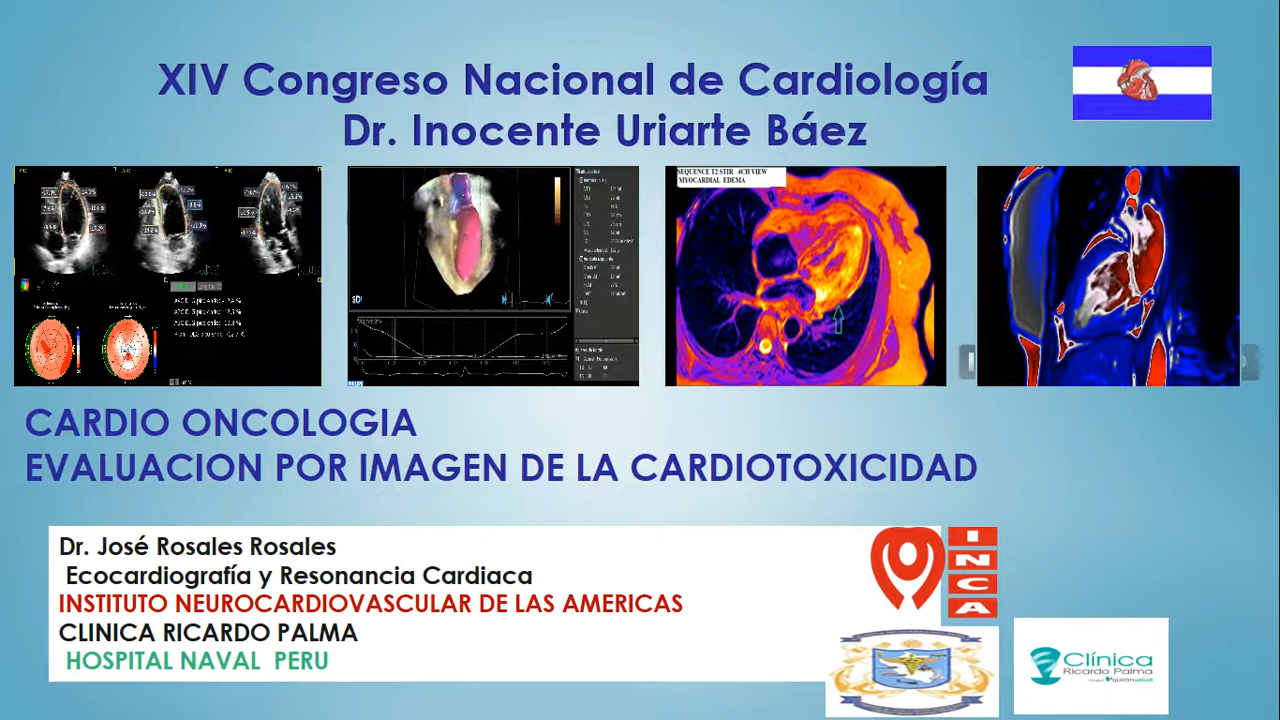 XIV Congreso Nacional de Cardiología
Dr. Inocente Uriarte Báez
SEQUENCE T2 STIR 4CH VIEW
MYOCARDIAL EDEMA
CARDIO ONCOLOGIA
EVALUACION POR IMAGEN DE LA CARDIOTOXICIDAD
Dr. José Rosales Rosales
Ecocardiografía y Resonancia Cardiaca
INSTITUTO NEUROCARDIOVASCULAR DE LAS AMERICAS
CLINICA RICARDO PALMA
HOSPITAL NAVAL PERU
I
N
C
A
Clínica
Ricardo Palma
quirónsalud